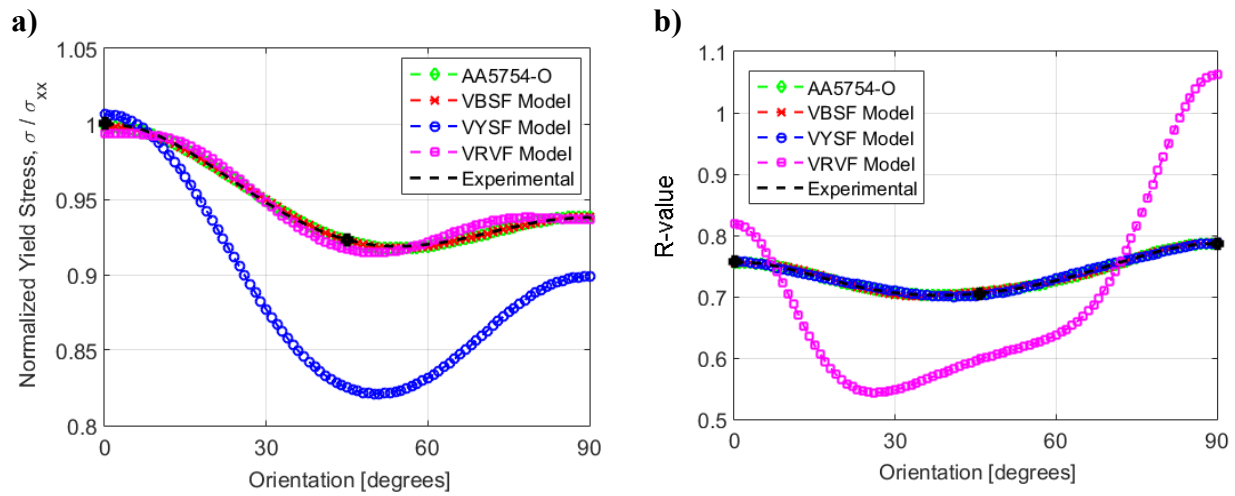 a)
1.05
1
0.95
0.9
0.85
0.8
Normalized Yield Stress, σ / σxx
0
30
60
90
Orientation [degrees]
AA5754-O
VBSF Model
VYSF Model
VRVF Model
Experimental
b)
1.1
1
0.9
0.8
0.7
0.6
0.5
R-value
0
30
60
90
Orientation [degrees]
AA5754-O
VBSF Model
VYSF Model
VRVF Model
Experimental